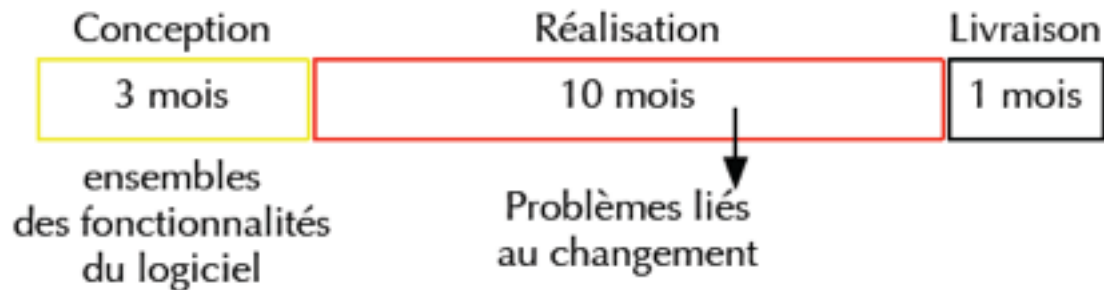 Conception
Réalisation
Livraison
3 mois
10 mois
1 mois
ensembles
des fonctionnalités
du logiciel
Problèmes liés
au changement